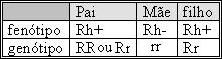 Pai Mãe filho
fenótipo Rh+ Rh- Rh+
genótipo RR ou Rr rr Rr